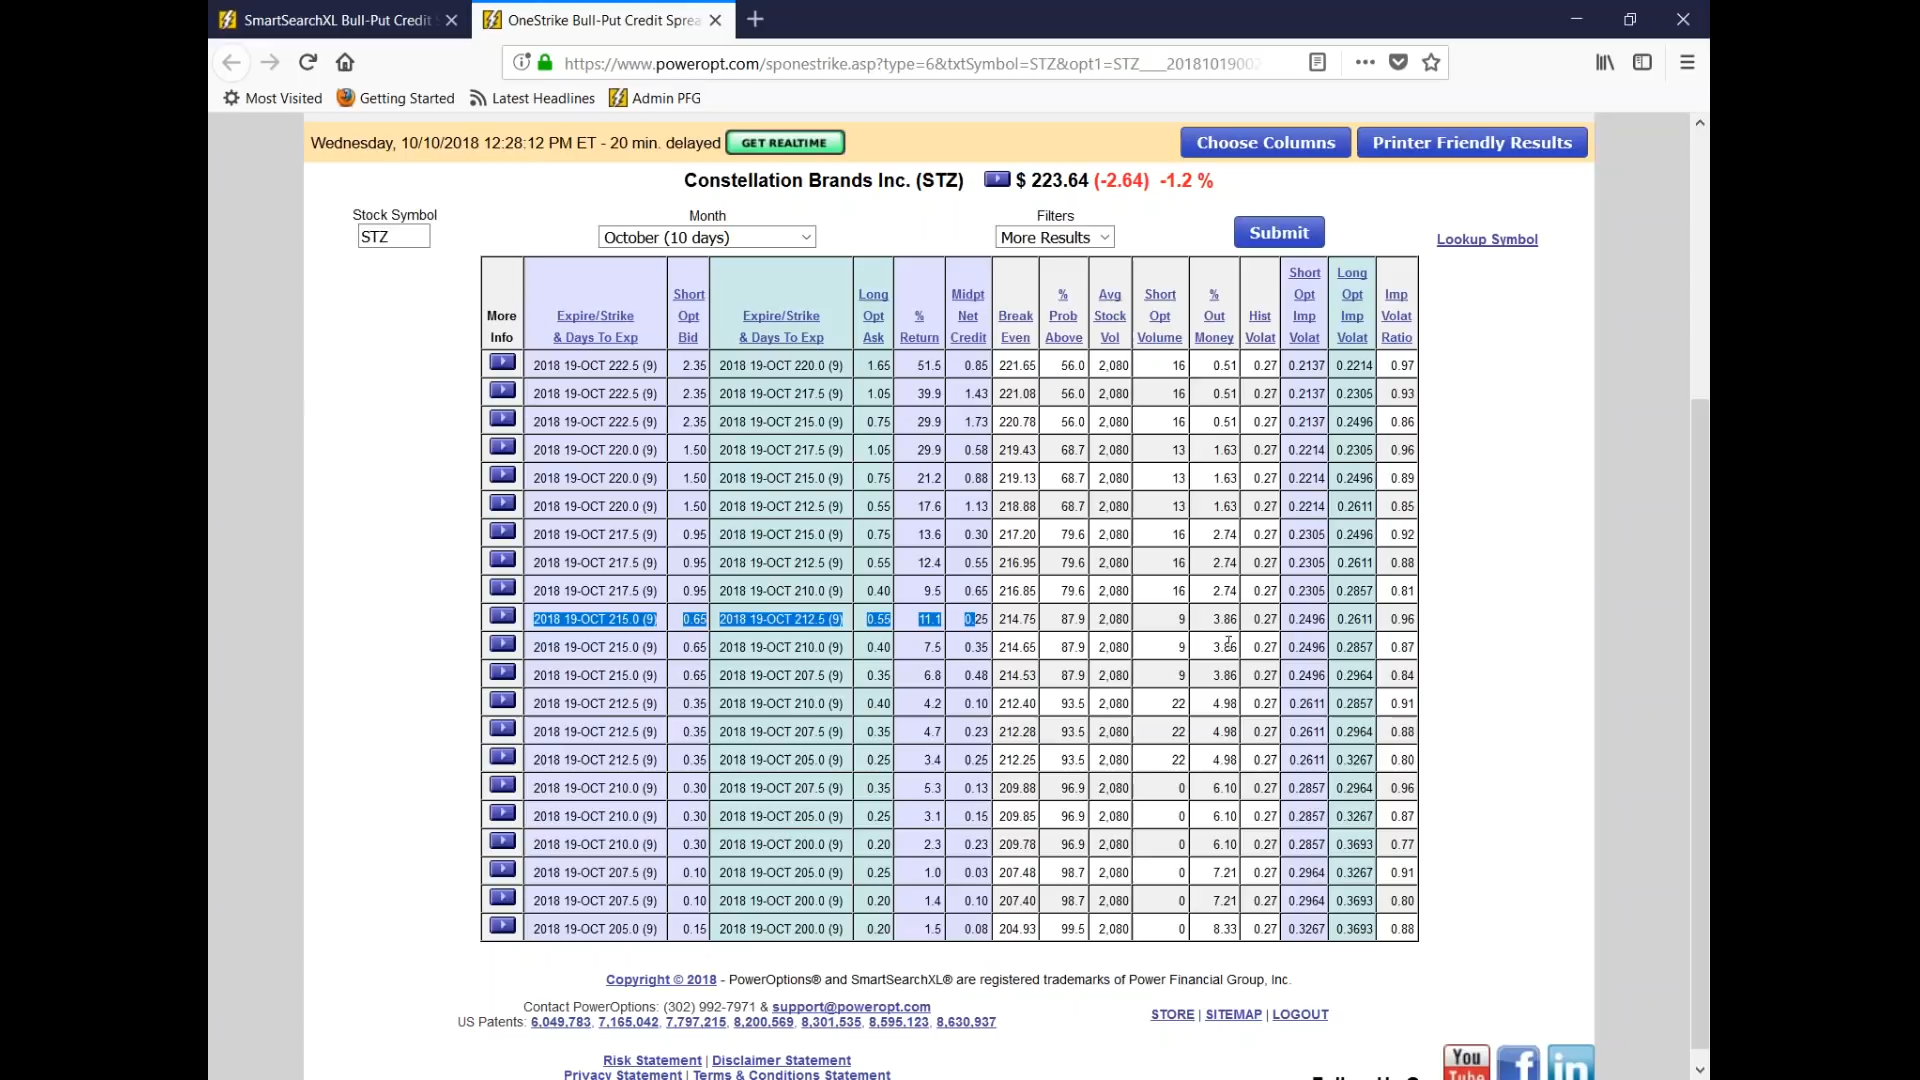 SmartSearchXL Bull-Put Credit
OneStrike Bull-Put Credit Sprea
https://www.poweropt.com/sponestrike.asp?type=6&txtSymbol=STZ&opt1=STZ___2018101900
Most Visited Getting Started Latest Headlines Admin PFG
Wednesday, 10/10/2018 12:28:12 PM ET - 20 min. delayed GET REALTIME Choose Columns Printer Friendly Results
Constellation Brands Inc. (STZ) $ 223.64 (-2.64) -1.2 %
Stock Symbol Month Filters
STZ October (10 days) More Results Submit Lookup Symbol
More Info Expire/Strike & Days To Exp Short Opt Bid Expire/Strike & Days To Exp Long Opt Ask % Return Midpt Net Credit Break Even % Prob Above Avg Stock Vol Short Opt Volume % Out Money Hist Volat Short Opt Imp Volat Long Opt Imp Volat Imp Volat Ratio
2018 19-OCT 222.5 (9) 2.35 2018 19-OCT 220.0 (9) 1.65 51.5 0.85 221.65 56.0 2,080 16 0.51 0.27 0.2137 0.2214 0.97
2018 19-OCT 222.5 (9) 2.35 2018 19-OCT 217.5 (9) 1.05 39.9 1.43 221.08 56.0 2,080 16 0.51 0.27 0.2137 0.2305 0.93
2018 19-OCT 222.5 (9) 2.35 2018 19-OCT 215.0 (9) 0.75 29.9 1.73 220.78 56.0 2,080 16 0.51 0.27 0.2137 0.2496 0.86
2018 19-OCT 220.0 (9) 1.50 2018 19-OCT 217.5 (9) 1.05 29.9 0.58 219.43 68.7 2,080 13 1.63 0.27 0.2214 0.2305 0.96
2018 19-OCT 220.0 (9) 1.50 2018 19-OCT 215.0 (9) 0.75 21.2 0.88 219.13 68.7 2,080 13 1.63 0.27 0.2214 0.2496 0.89
2018 19-OCT 220.0 (9) 1.50 2018 19-OCT 212.5 (9) 0.55 17.6 1.13 218.88 68.7 2,080 13 1.63 0.27 0.2214 0.2611 0.85
2018 19-OCT 217.5 (9) 0.95 2018 19-OCT 215.0 (9) 0.75 13.6 0.30 217.20 79.6 2,080 16 2.74 0.27 0.2305 0.2496 0.92
2018 19-OCT 217.5 (9) 0.95 2018 19-OCT 212.5 (9) 0.55 12.4 0.55 216.95 79.6 2,080 16 2.74 0.27 0.2305 0.2611 0.88
2018 19-OCT 217.5 (9) 0.95 2018 19-OCT 210.0 (9) 0.40 9.5 0.65 216.85 79.6 2,080 16 2.74 0.27 0.2305 0.2857 0.81
2018 19-OCT 215.0 (9) 0.65 2018 19-OCT 212.5 (9) 0.55 11.1 0.25 214.75 87.9 2,080 9 3.86 0.27 0.2496 0.2611 0.96
2018 19-OCT 215.0 (9) 0.65 2018 19-OCT 210.0 (9) 0.40 7.5 0.35 214.65 87.9 2,080 9 3.86 0.27 0.2496 0.2857 0.87
2018 19-OCT 215.0 (9) 0.65 2018 19-OCT 207.5 (9) 0.35 6.8 0.48 214.53 87.9 2,080 9 3.86 0.27 0.2496 0.2964 0.84
2018 19-OCT 212.5 (9) 0.35 2018 19-OCT 210.0 (9) 0.40 4.2 0.10 212.40 93.5 2,080 22 4.98 0.27 0.2611 0.2857 0.91
2018 19-OCT 212.5 (9) 0.35 2018 19-OCT 207.5 (9) 0.35 4.7 0.23 212.28 93.5 2,080 22 4.98 0.27 0.2611 0.2964 0.88
2018 19-OCT 212.5 (9) 0.35 2018 19-OCT 205.0 (9) 0.25 3.4 0.25 212.25 93.5 2,080 22 4.98 0.27 0.2611 0.3267 0.80
2018 19-OCT 210.0 (9) 0.30 2018 19-OCT 207.5 (9) 0.35 5.3 0.13 209.88 96.9 2,080 0 6.10 0.27 0.2857 0.2964 0.96
2018 19-OCT 210.0 (9) 0.30 2018 19-OCT 205.0 (9) 0.25 3.1 0.15 209.85 96.9 2,080 0 6.10 0.27 0.2857 0.3267 0.87
2018 19-OCT 210.0 (9) 0.30 2018 19-OCT 200.0 (9) 0.20 2.3 0.23 209.78 96.9 2,080 0 6.10 0.27 0.2857 0.3693 0.77
2018 19-OCT 207.5 (9) 0.10 2018 19-OCT 205.0 (9) 0.25 1.0 0.03 207.48 98.7 2,080 0 7.21 0.27 0.2964 0.3267 0.91
2018 19-OCT 207.5 (9) 0.10 2018 19-OCT 200.0 (9) 0.20 1.4 0.10 207.40 98.7 2,080 0 7.21 0.27 0.2964 0.3693 0.80
2018 19-OCT 205.0 (9) 0.15 2018 19-OCT 200.0 (9) 0.20 1.5 0.08 204.93 99.5 2,080 0 8.33 0.27 0.3267 0.3693 0.88
Copyright © 2018 - PowerOptions® and SmartSearchXL® are registered trademarks of Power Financial Group, Inc.
Contact PowerOptions: (302) 992-7971 & support@poweropt.com
US Patents: 6,049,783, 7,165,042, 7,797,215, 8,200,569, 8,301,535, 8,595,123, 8,630,937
STORE | SITEMAP | LOGOUT
Risk Statement | Disclaimer Statement
Privacy Statement | Terms & Conditions Statement
You Tube f in